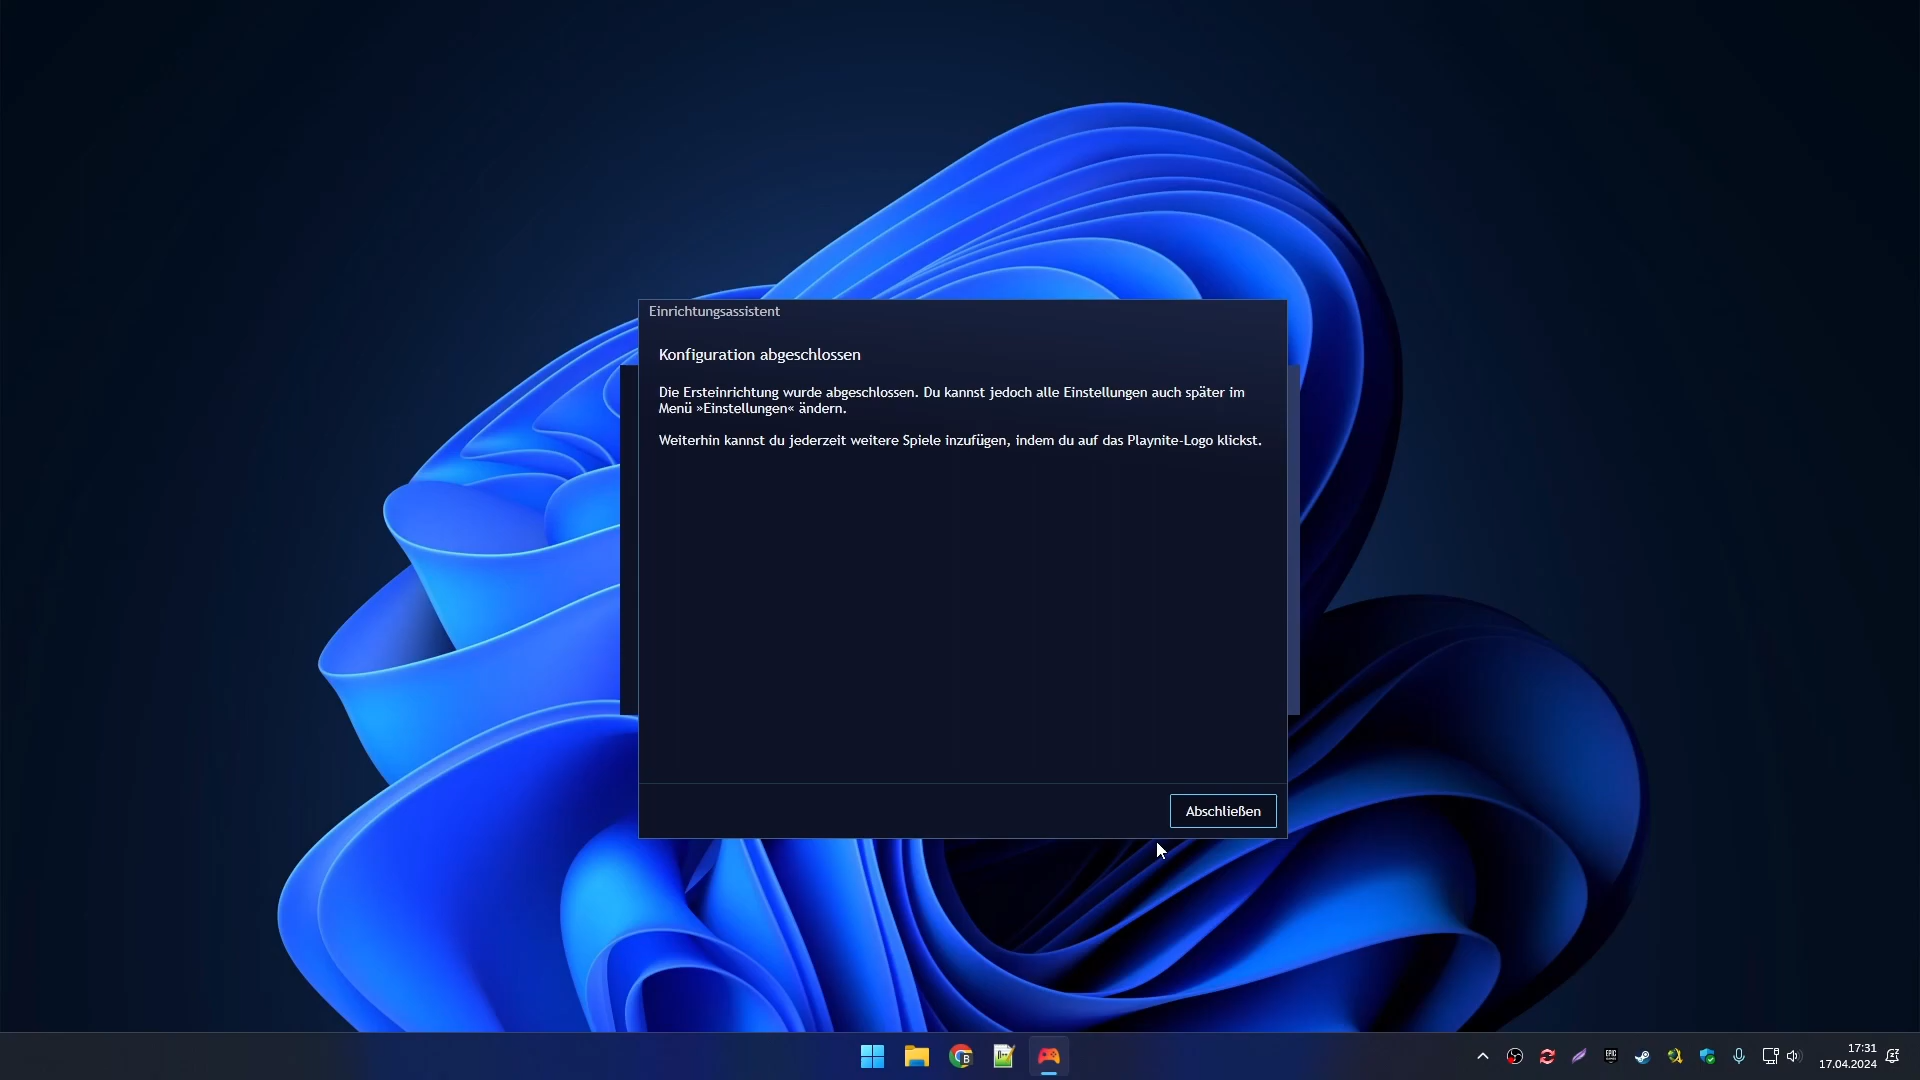 Einrichtungsassistent
Konfiguration abgeschlossen
Die Ersteinrichtung wurde abgeschlossen. Du kannst jedoch alle Einstellungen auch später im
Menü »Einstellungen« ändern.
Weiterhin kannst du jederzeit weitere Spiele inzufügen, indem du auf das Playnite-Logo klickst.
Abschließen
B
EPIC
17:31
17.04.2024